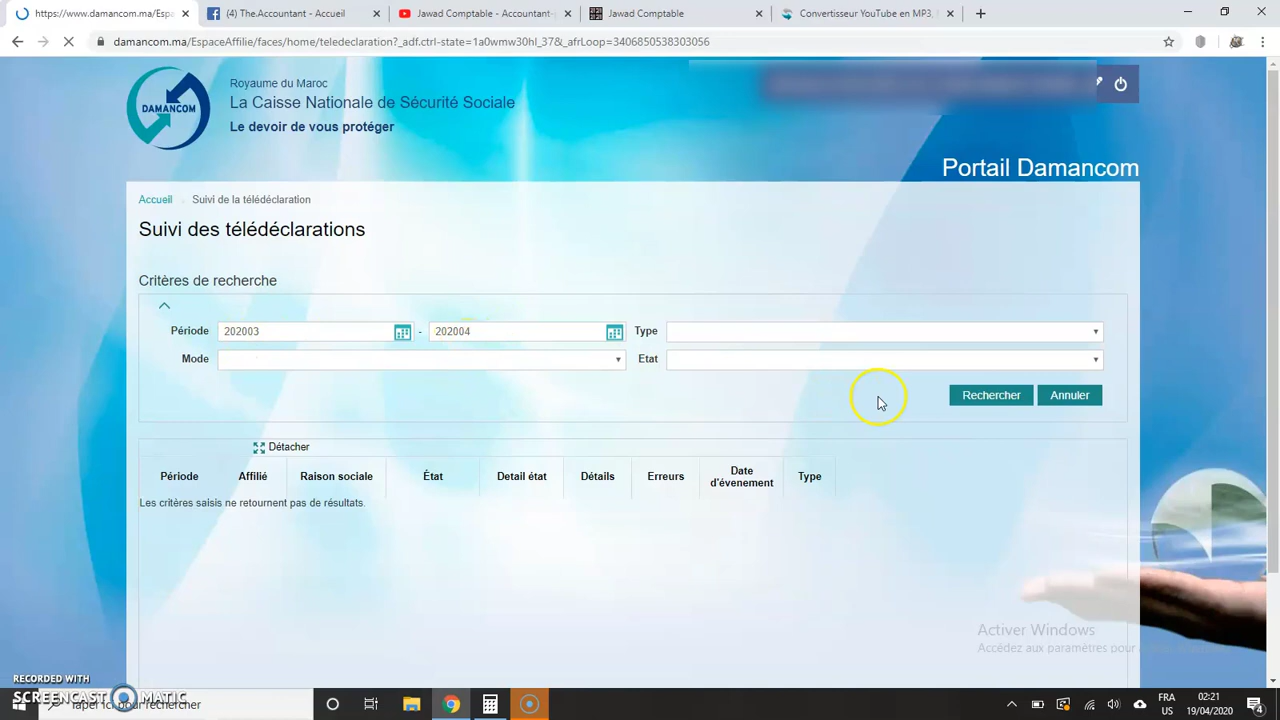 https://www.damancom.ma/Espa
(4) The.Accountant - Accueil
Jawad Comptable - Accountant-
Jawad Comptable
Convertisseur YouTube en MP3,
damancom.ma/EspaceAffilie/faces/home/teledeclaration?_adf.ctrl-state=1a0wmw30hl_37&_afrLoop=3406850538303056
DAMANCOM
Royaume du Maroc
La Caisse Nationale de Sécurité Sociale
Le devoir de vous protéger
Portail Damancom
Accueil Suivi de la télédéclaration
Suivi des télédéclarations
Critères de recherche
Période 202003 - 202004 Type
Mode Etat
Rechercher Annuler
Détacher
Période Affilié Raison sociale État Detail état Détails Erreurs Date d'évenement Type
Les critères saisis ne retournent pas de résultats.
Activer Windows
Accédez aux paramètres pour
RECORDED WITH
SCREENCAST MATIC
Taper ici pour rechercher
FRA
US
02:21
19/04/2020
4